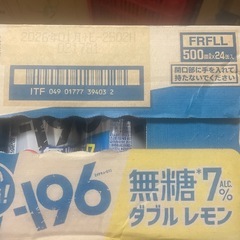 FRFLL
500ml×24本入
開口部に手を入れて
持たないでください
ITF 049 01777 39403 2
-196
無糖 ALC. 7%
ダブルレモン